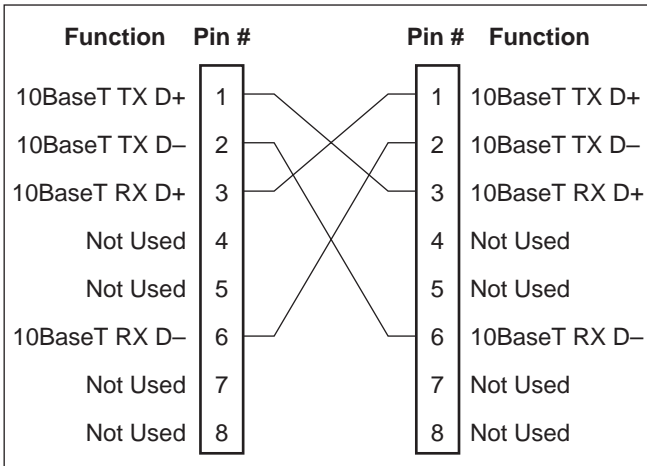 Function Pin # Pin # Function
10BaseT TX D+ 1 1 10BaseT TX D+
10BaseT TX D– 2 2 10BaseT TX D–
10BaseT RX D+ 3 3 10BaseT RX D+
Not Used 4 4 Not Used
Not Used 5 5 Not Used
10BaseT RX D– 6 6 10BaseT RX D–
Not Used 7 7 Not Used
Not Used 8 8 Not Used